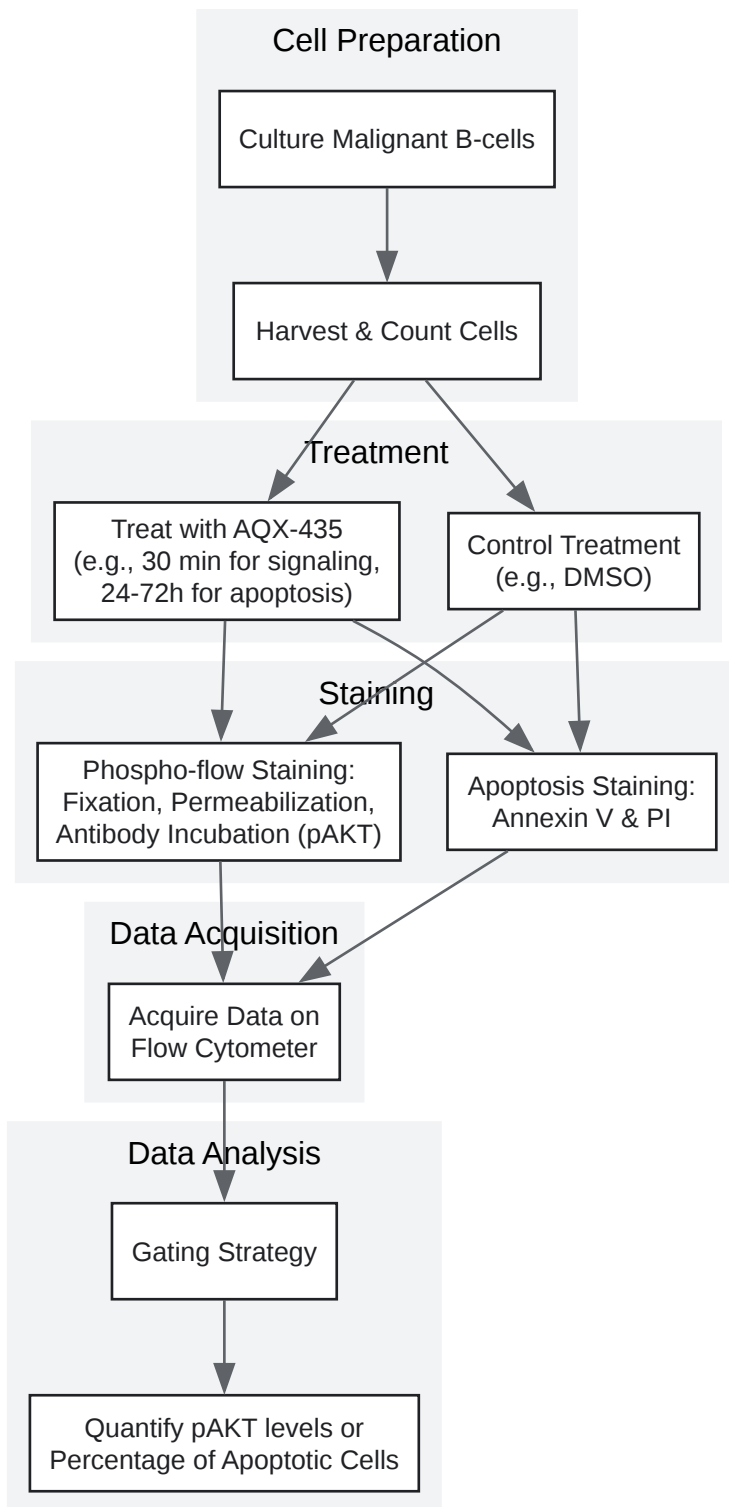 Cell Preparation
Culture Malignant B-cells
Harvest & Count Cells
Treatment
Treat with AQX-435
(e.g., 30 min for signaling,
24-72h for apoptosis)
Control Treatment
(e.g., DMSO)
Staining
Phospho-flow Staining:
Fixation, Permeabilization,
Antibody Incubation (pAKT)
Apoptosis Staining:
Annexin V & PI
Data Acquisition
Acquire Data on
Flow Cytometer
Data Analysis
Gating Strategy
Quantify pAKT levels or
Percentage of Apoptotic Cells